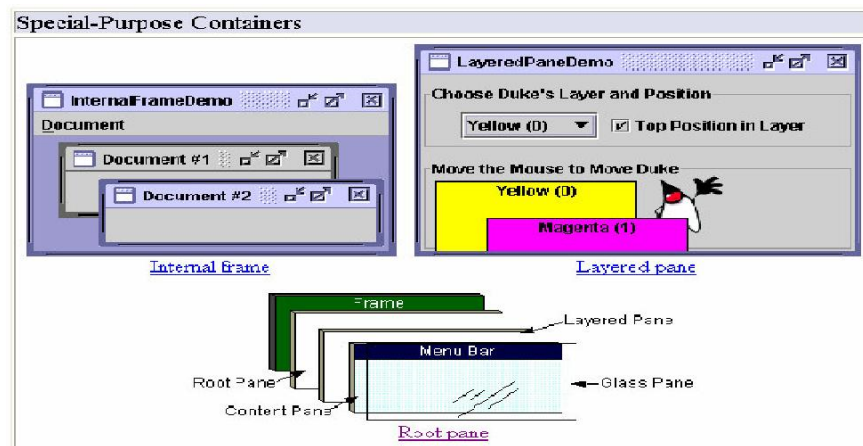 Special-Purpose Containers
InternalFrameDemo
Document
Document #1
Document #2
Internal frame
LayeredPaneDemo
Choose Duke's Layer and Position
Yellow (0)
Top Position in Layer
Move the Mouse to Move Duke
Yellow (0)
Magenta (1)
Layered pane
Frame
Layered Pane
Menu Bar
Root Pane
Glass Pane
Content Pane
Root pane